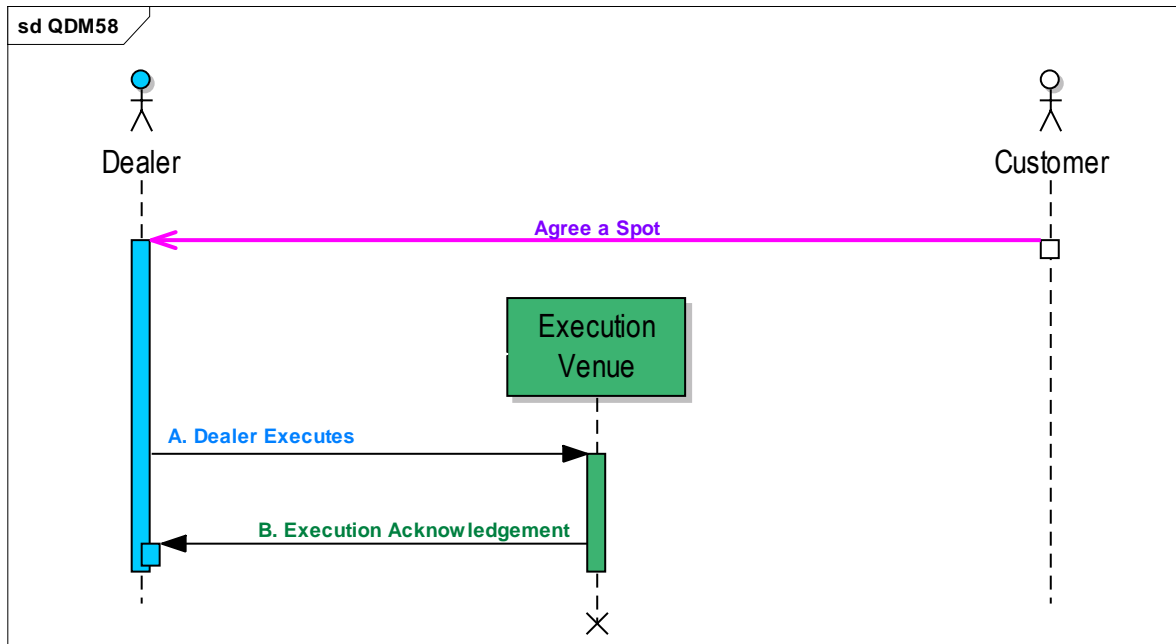 sd QDM58
Dealer
Customer
Agree a Spot
Execution
Venue
A. Dealer Executes
B. Execution Acknowledgement